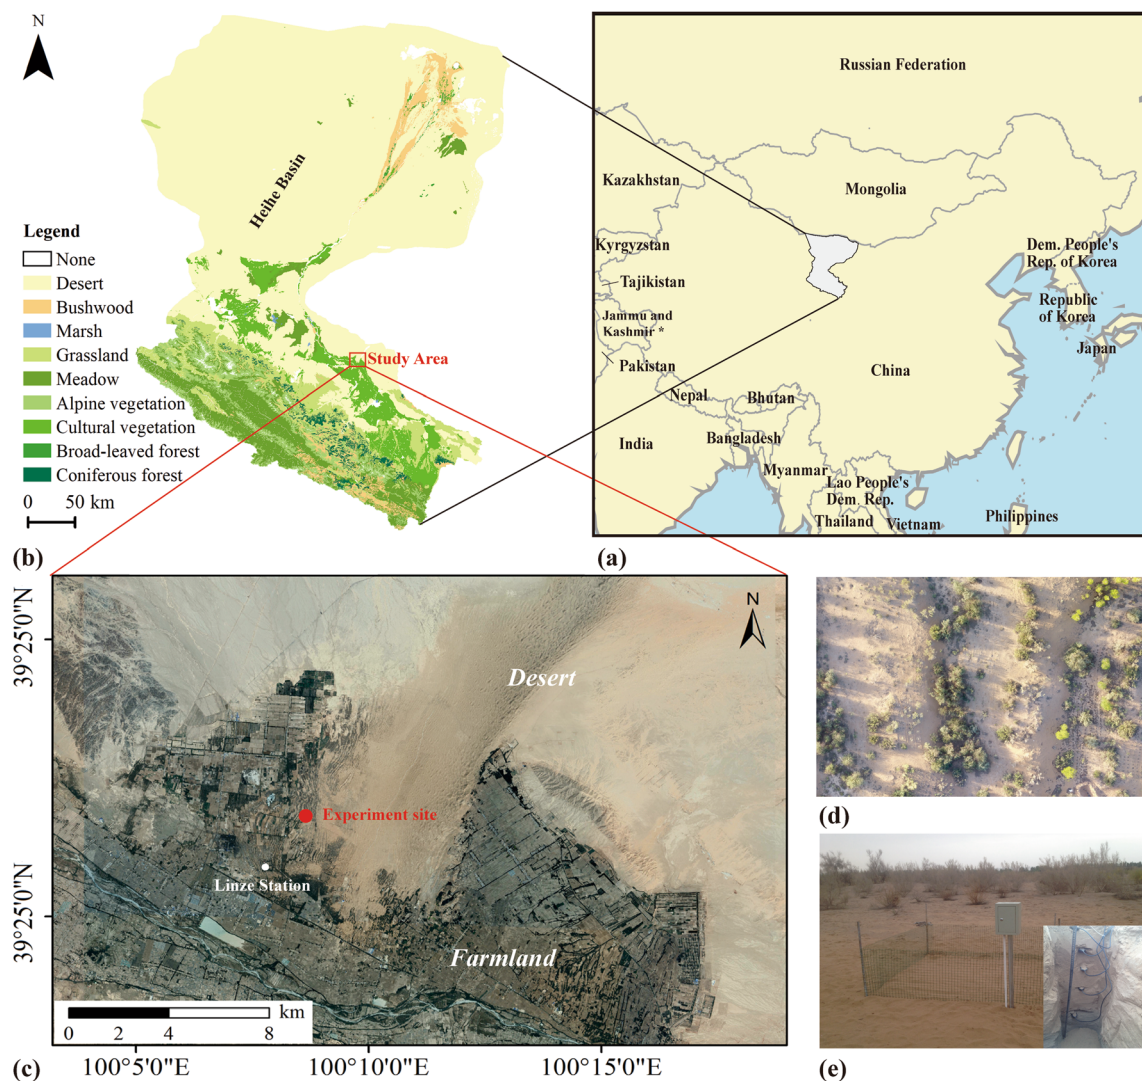 N
Heihe Basin
Legend
None
Desert
Bushwood
Marsh
Grassland
Meadow
Alpine vegetation
Cultural vegetation
Broad-leaved forest
Coniferous forest
0 50 km
Study Area
(b)
Russian Federation
Kazakhstan
Mongolia
Kyrgyzstan
Tajikistan
Jammu and
Kashmir *
Pakistan
Nepal
Bhutan
India
Bangladesh
Myanmar
Lao People's
Dem. Rep.
Thailand
Vietnam
Philippines
China
Dem. People's
Rep. of Korea
Republic
of Korea
Japan
(a)
N
39°25'0"N
39°25'0"N
Desert
Experiment site
Linze Station
Farmland
km
0 2 4 8
100°5'0"E
100°10'0"E
100°15'0"E
(c)
(d)
(e)